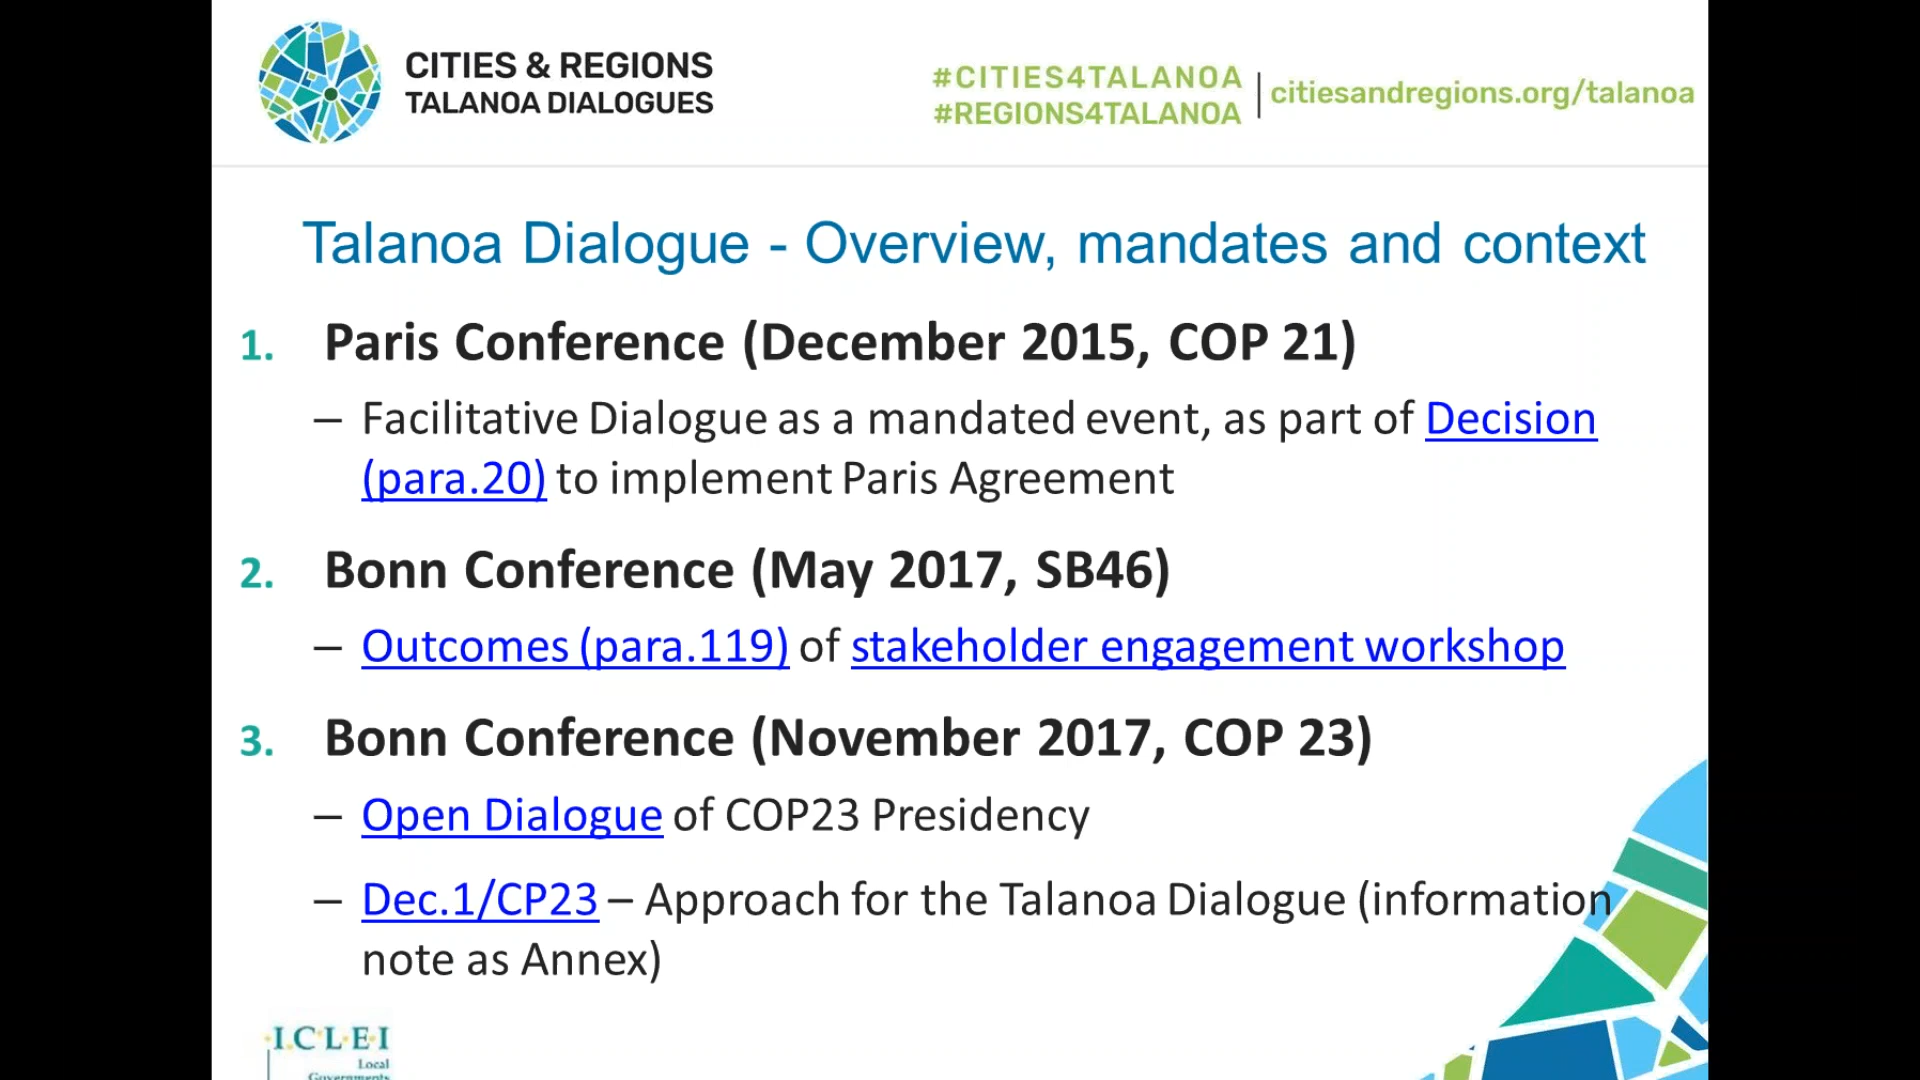 CITIES & REGIONS
TALANOA DIALOGUES
#CITIES4TALANOA
#REGIONS4TALANOA
citiesandregions.org/talanoa
Talanoa Dialogue - Overview, mandates and context
1. Paris Conference (December 2015, COP 21)
– Facilitative Dialogue as a mandated event, as part of Decision
(para.20) to implement Paris Agreement
2. Bonn Conference (May 2017, SB46)
– Outcomes (para.119) of stakeholder engagement workshop
3. Bonn Conference (November 2017, COP 23)
– Open Dialogue of COP23 Presidency
– Dec.1/CP23 – Approach for the Talanoa Dialogue (information
note as Annex)
I.C.L.E.I
Local
Governments